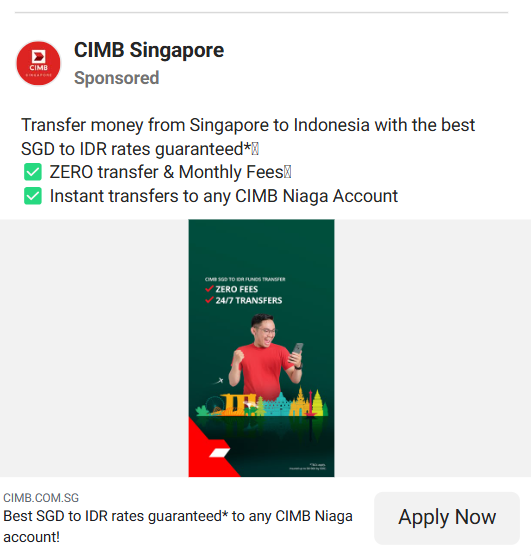 CIMB Singapore
CIMB
SINGAPORE
Sponsored
Transfer money from Singapore to Indonesia with the best
SGD to IDR rates guaranteed*
✅ ZERO transfer & Monthly Fees
✅ Instant transfers to any CIMB Niaga Account
CIMB SGD TO IDR FUNDS TRANSFER
✓ ZERO FEES
✓ 24/7 TRANSFERS
CIMB.COM.SG
Best SGD to IDR rates guaranteed* to any CIMB Niaga
account!
Apply Now